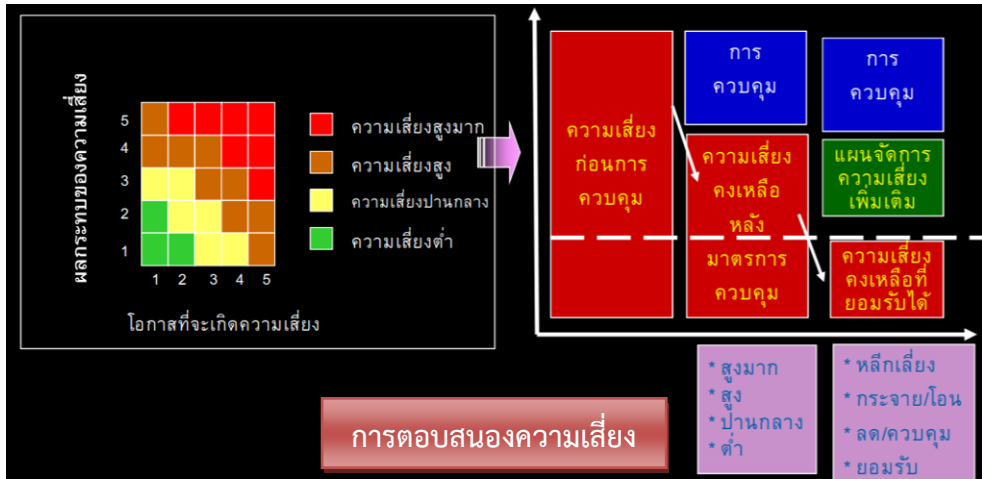 ผลกระทบของความเสี่ยง
5
4
3
2
1
1 2 3 4 5
โอกาสที่จะเกิดความเสี่ยง
ความเสี่ยงสูงมาก
ความเสี่ยงสูง
ความเสี่ยงปานกลาง
ความเสี่ยงต่ำ
ความเสี่ยง
ก่อนการ
ควบคุม
การ
ควบคุม
ความเสี่ยง
คงเหลือ
หลัง
มาตรการ
ควบคุม
การ
ควบคุม
แผนจัดการ
ความเสี่ยง
เพิ่มเติม
ความเสี่ยง
คงเหลือที่
ยอมรับได้
* สูงมาก
* สูง
* ปานกลาง
* ต่ำ
* หลีกเลี่ยง
* กระจาย/โอน
* ลด/ควบคุม
* ยอมรับ
การตอบสนองความเสี่ยง